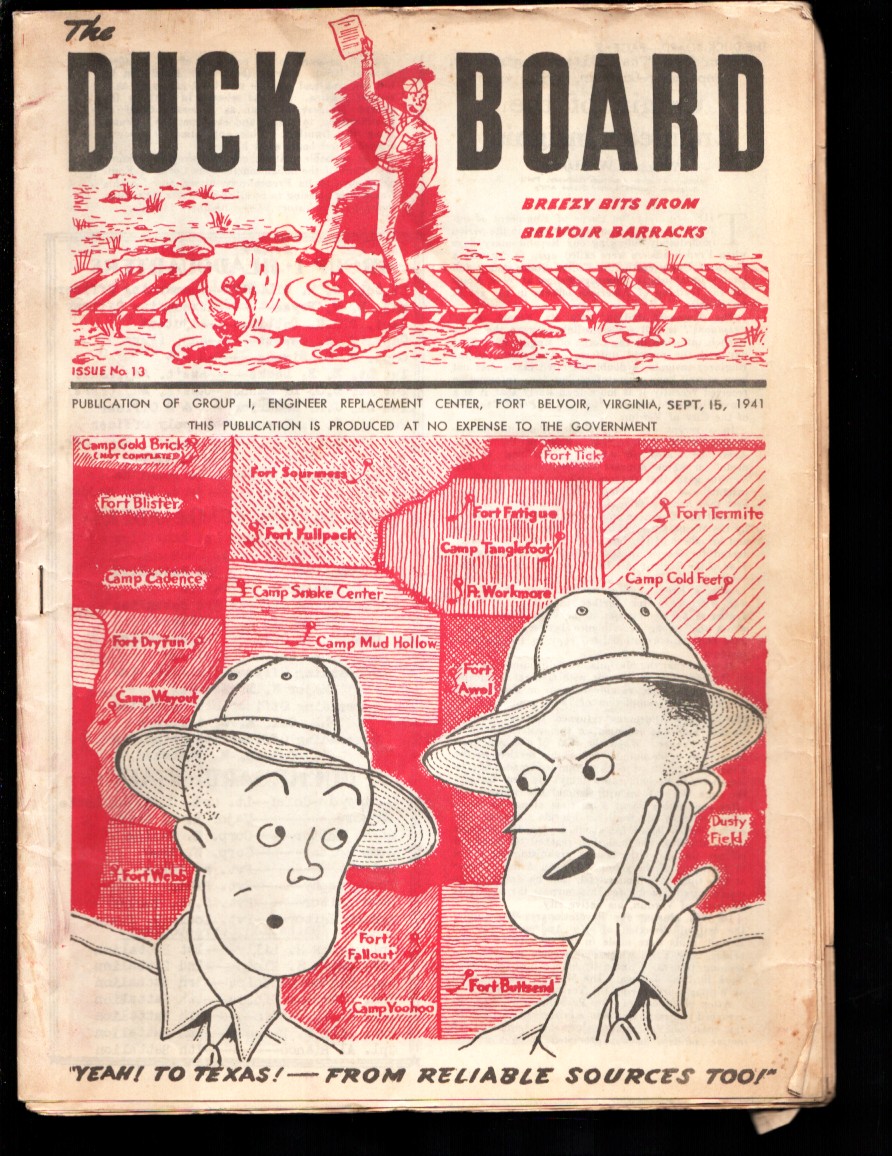 The
DUCK BOARD
BREEZY BITS FROM
BELVOIR BARRACKS
ISSUE No. 13
PUBLICATION OF GROUP I, ENGINEER REPLACEMENT CENTER, FORT BELVOIR, VIRGINIA, SEPT, 15, 1941
THIS PUBLICATION IS PRODUCED AT NO EXPENSE TO THE GOVERNMENT
Camp Gold Brick
(NOT COMPLETED)
Fort Sourmess
Fort Tick
Fort Blister
Fort Fatigue
Fort Termite
Fort Fullpack
Camp Tanglefoot
Camp Cadence
Camp Snake Center
Ft. Workmore
Camp Cold Feet
Fort Dryrun
Camp Mud Hollow
Fort
Awol
Camp Wayout
Dusty
Field
Fort Webb
Fort
Fallout
Fort Buttsend
Camp Yoohoo
"YEAH! TO TEXAS! — FROM RELIABLE SOURCES TOO!"